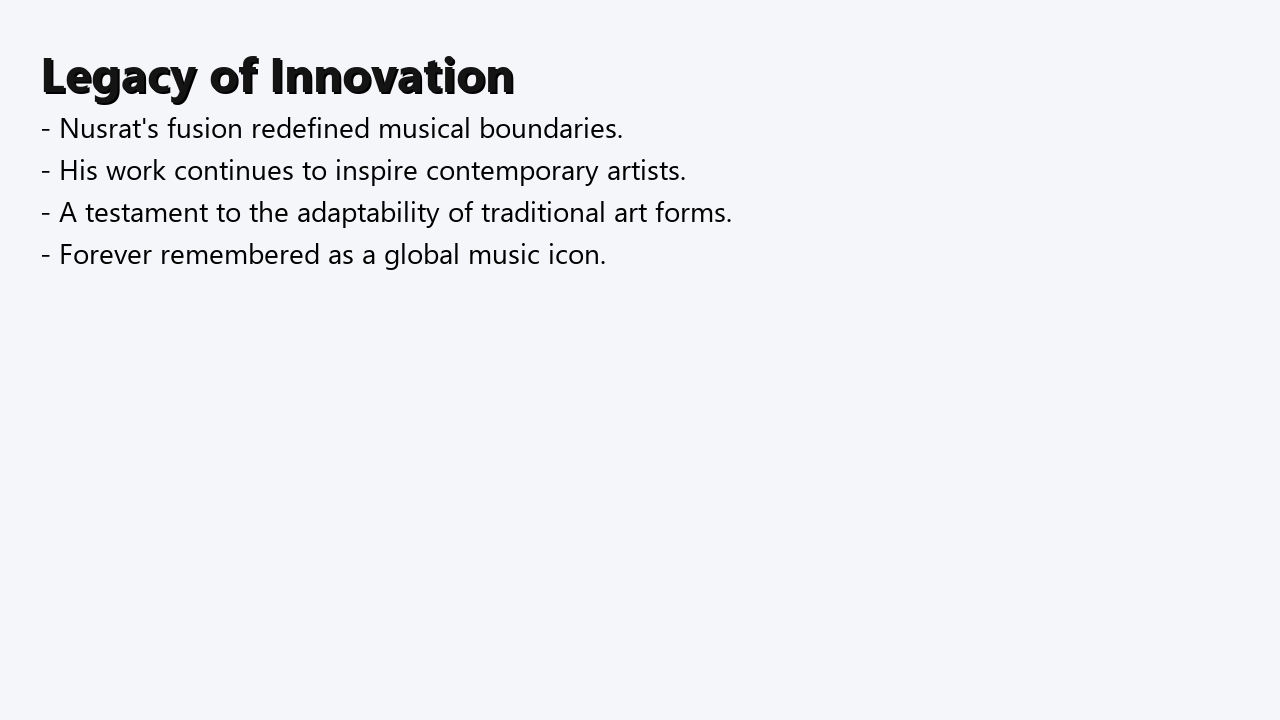 Legacy of Innovation
- Nusrat's fusion redefined musical boundaries.
- His work continues to inspire contemporary artists.
- A testament to the adaptability of traditional art forms.
- Forever remembered as a global music icon.